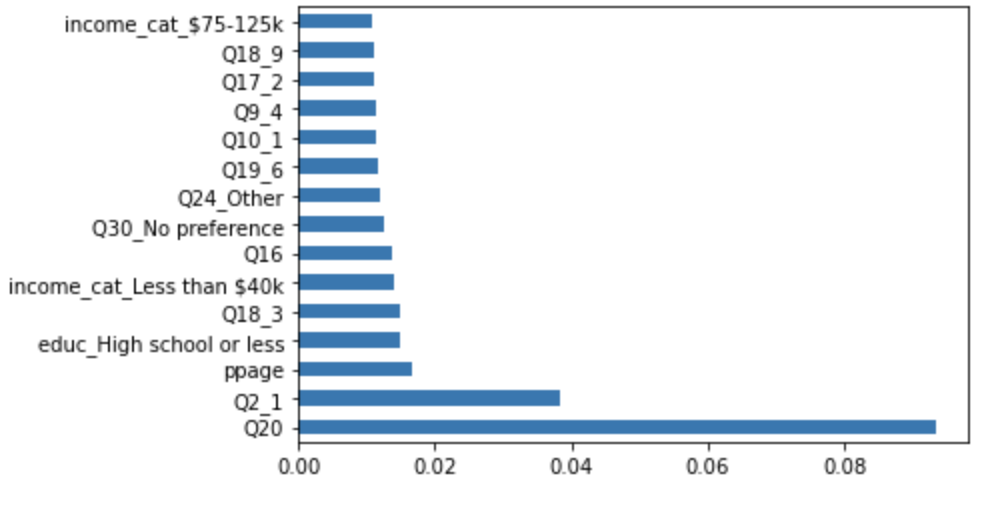 income_cat_$75-125k
Q18_9
Q17_2
Q9_4
Q10_1
Q19_6
Q24_Other
Q30_No preference
Q16
income_cat_Less than $40k
Q18_3
educ_High school or less
ppage
Q2_1
Q20
0.00 0.02 0.04 0.06 0.08